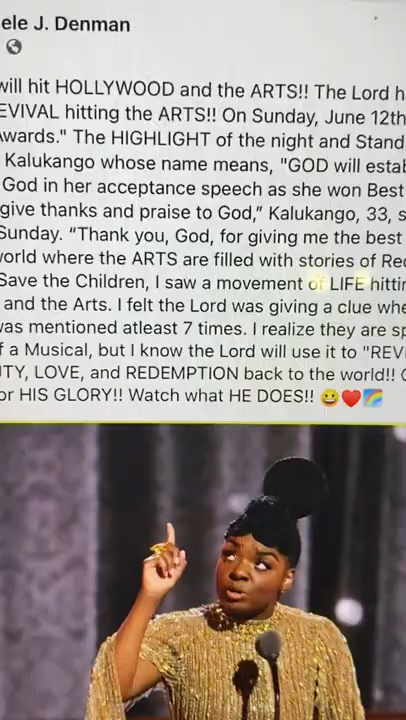 ele J. Denman
will hit HOLLYWOOD and the ARTS!! The Lord h
EVIVAL hitting the ARTS!! On Sunday, June 12th
Awards." The HIGHLIGHT of the night and Stand
Kalukango whose name means, "GOD will estab
God in her acceptance speech as she won Best
give thanks and praise to God,” Kalukango, 33, s
Sunday. “Thank you, God, for giving me the best
world where the ARTS are filled with stories of Red
Save the Children, I saw a movement of LIFE hittin
and the Arts. I felt the Lord was giving a clue whe
was mentioned atleast 7 times. I realize they are sp
f a Musical, but I know the Lord will use it to "REV
ITY, LOVE, and REDEMPTION back to the world!!
or HIS GLORY!! Watch what HE DOES!! 😀❤️🌈